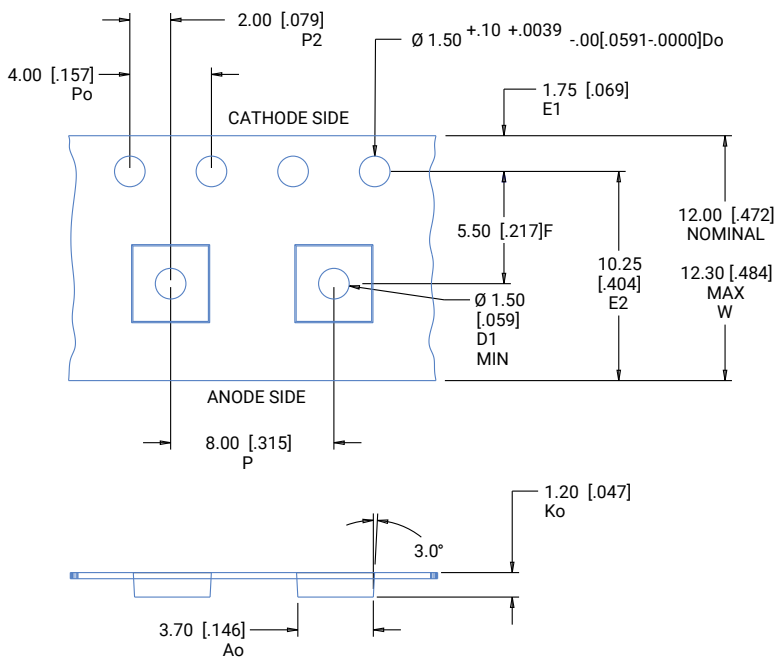 2.00 [.079]
P2
Ø 1.50 +.10 +.0039 -.00[.0591-.0000]Do
4.00 [.157]
Po
1.75 [.069]
E1
CATHODE SIDE
5.50 [.217]F
12.00 [.472]
NOMINAL
12.30 [.484]
MAX
W
10.25
[.404]
E2
Ø 1.50
[.059]
D1
MIN
ANODE SIDE
8.00 [.315]
P
1.20 [.047]
Ko
3.0°
3.70 [.146]
Ao